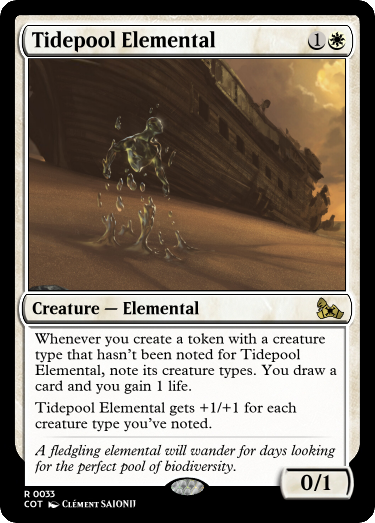 Tidepool Elemental 1
Creature — Elemental
Whenever you create a token with a creature
type that hasn't been noted for Tidepool
Elemental, note its creature types. You draw a
card and you gain 1 life.
Tidepool Elemental gets +1/+1 for each
creature type you've noted.
A fledgling elemental will wander for days looking
for the perfect pool of biodiversity.
0/1
R 0033
COT Clément SAIONIJ